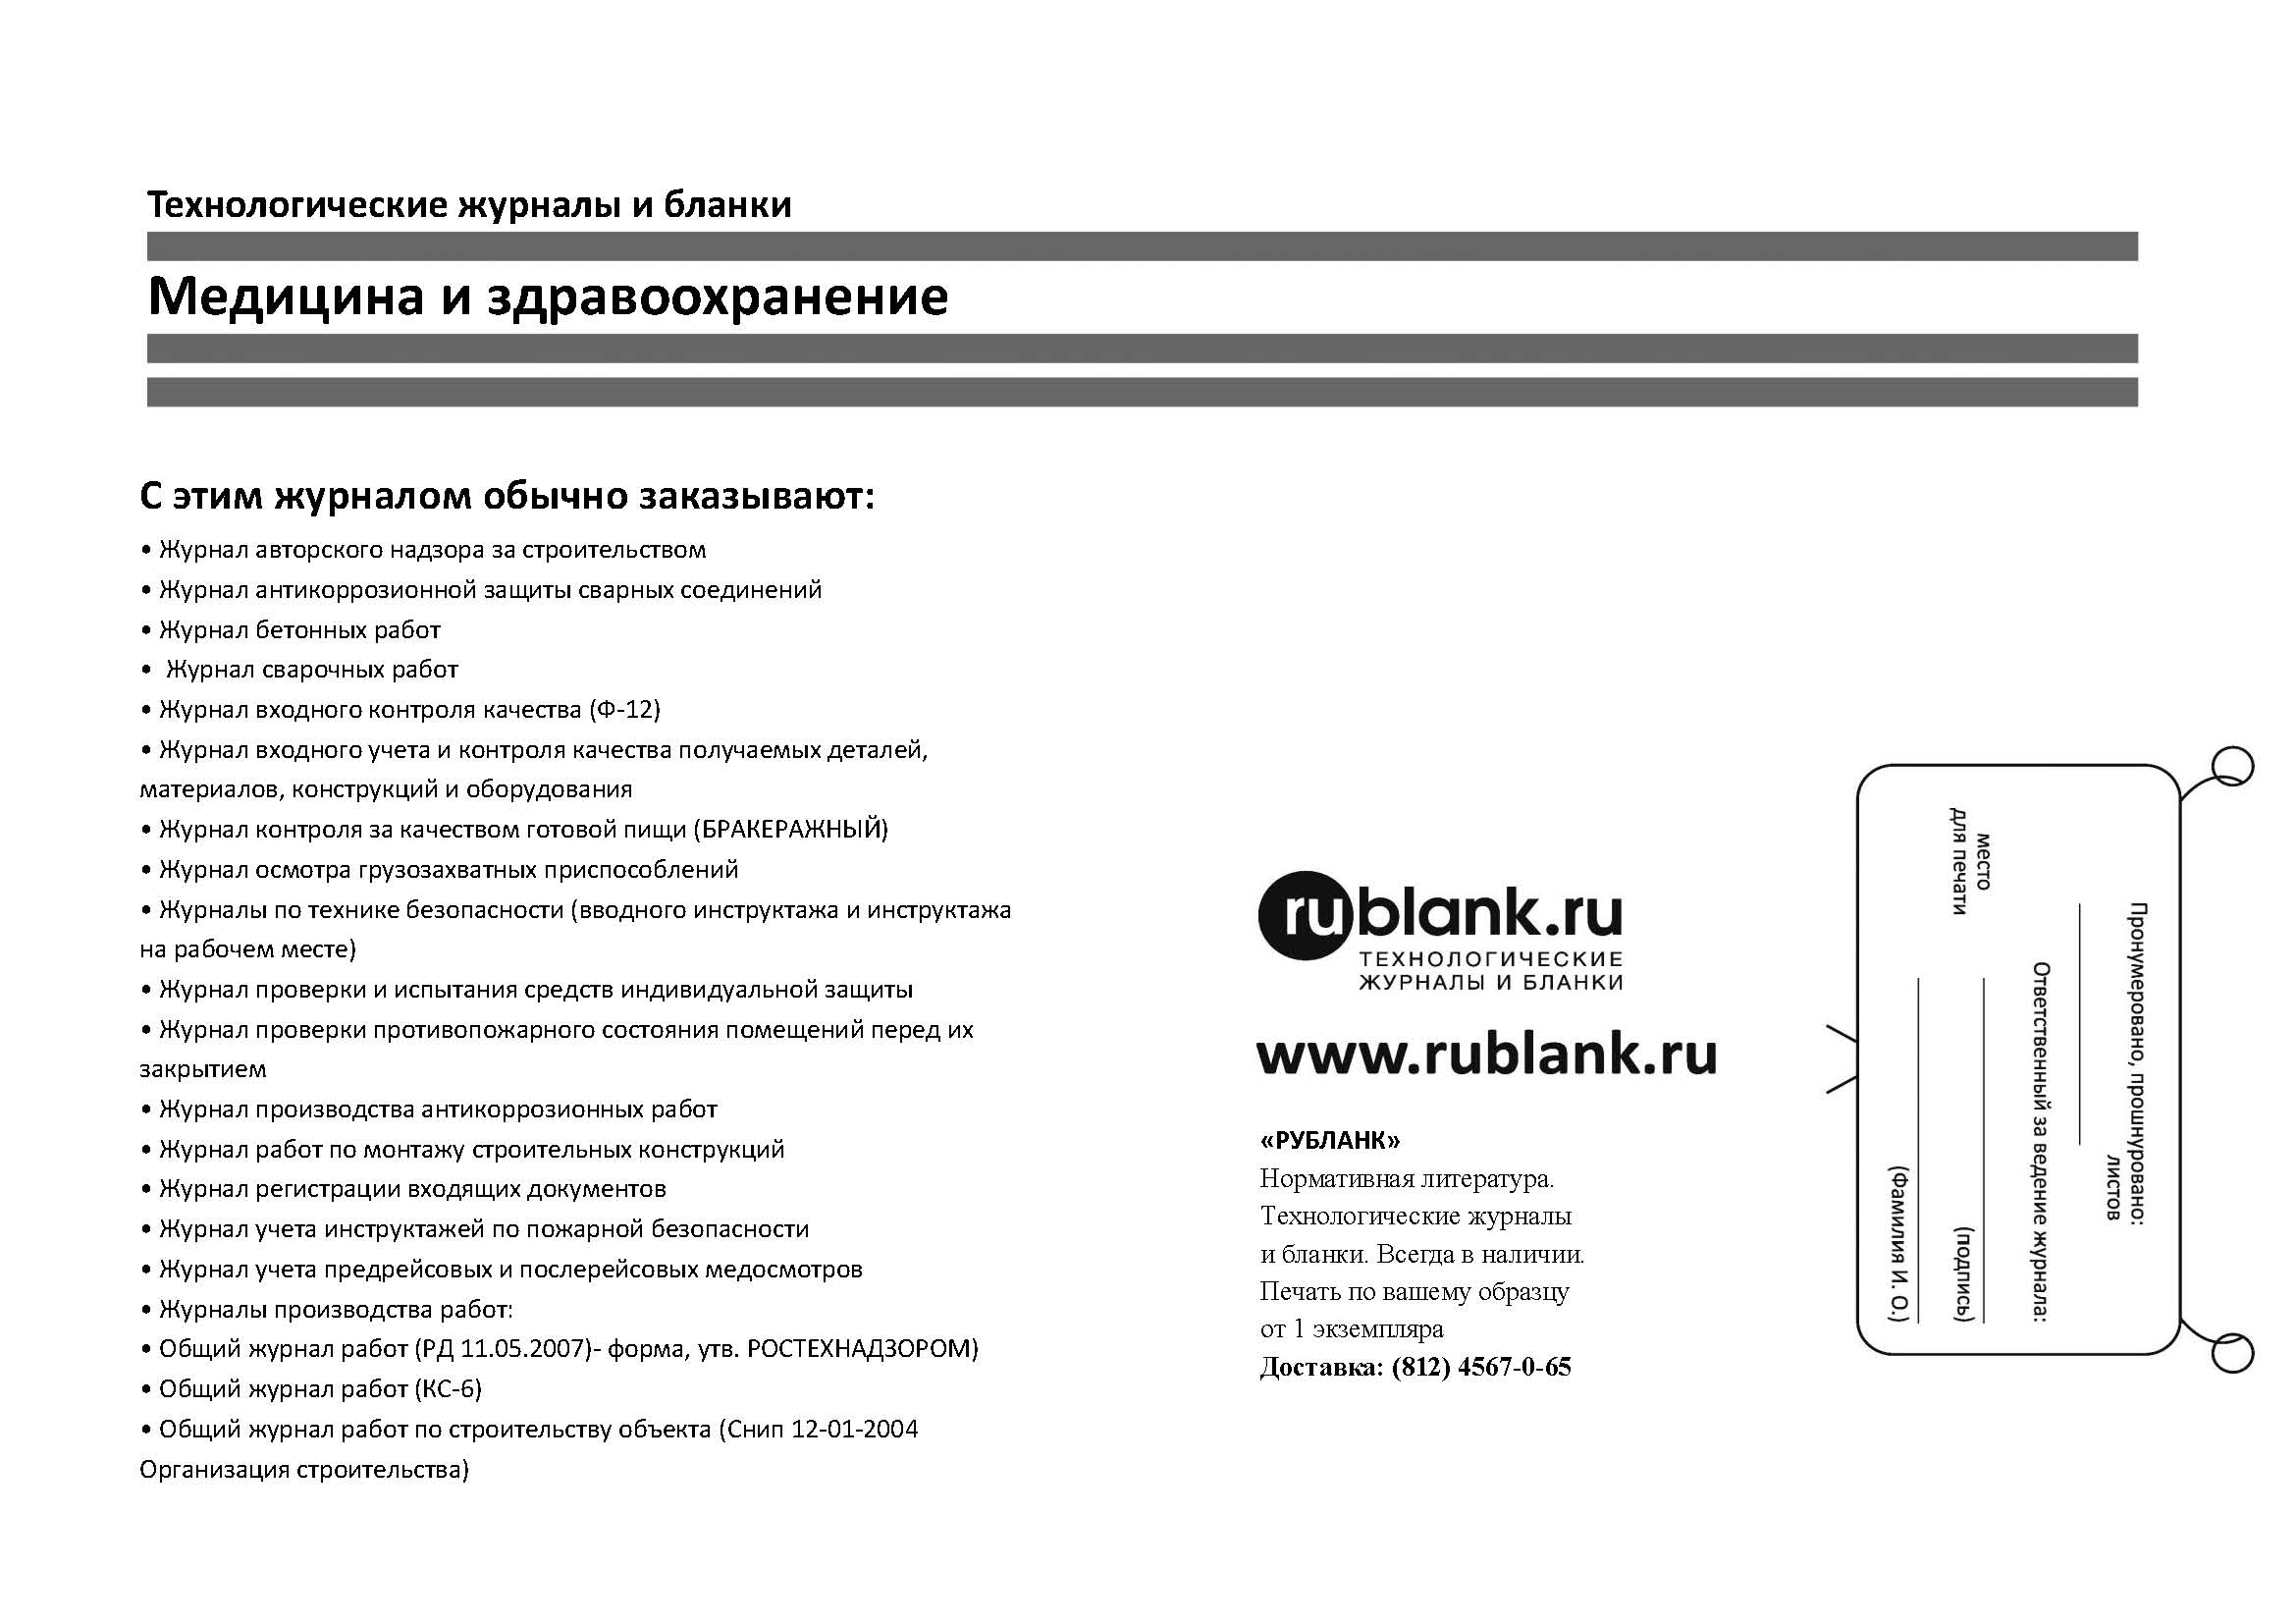 Технологические журналы и бланки
Медицина и здравоохранение
С этим журналом обычно заказывают:
• Журнал авторского надзора за строительством
• Журнал антикоррозионной защиты сварных соединений
• Журнал бетонных работ
• Журнал сварочных работ
• Журнал входного контроля качества (Ф-12)
• Журнал входного учета и контроля качества получаемых деталей,
материалов, конструкций и оборудования
• Журнал контроля за качеством готовой пищи (БРАКЕРАЖНЫЙ)
• Журнал осмотра грузозахватных приспособлений
• Журналы по технике безопасности (вводного инструктажа и инструктажа
на рабочем месте)
• Журнал проверки и испытания средств индивидуальной защиты
• Журнал проверки противопожарного состояния помещений перед их
закрытием
• Журнал производства антикоррозионных работ
• Журнал работ по монтажу строительных конструкций
• Журнал регистрации входящих документов
• Журнал учета инструктажей по пожарной безопасности
• Журнал учета предрейсовых и послерейсовых медосмотров
• Журналы производства работ:
• Общий журнал работ (РД 11.05.2007)- форма, утв. РОСТЕХНАДЗОРОМ)
• Общий журнал работ (КС-6)
• Общий журнал работ по строительству объекта (Снип 12-01-2004
Организация строительства)
rublank.ru
ТЕХНОЛОГИЧЕСКИЕ
ЖУРНАЛЫ И БЛАНКИ
www.rublank.ru
«РУБЛАНК»
Нормативная литература.
Технологические журналы
и бланки. Всегда в наличии.
Печать по вашему образцу
от 1 экземпляра
Доставка: (812) 4567-0-65
Пронумеровано, прошнуровано:
листов
Ответственный за ведение журнала:
место
для печати
(подпись)
(Фамилия И. О.)